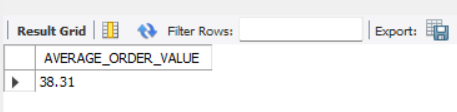 Result Grid Filter Rows: Export:
AVERAGE_ORDER_VALUE
38.31